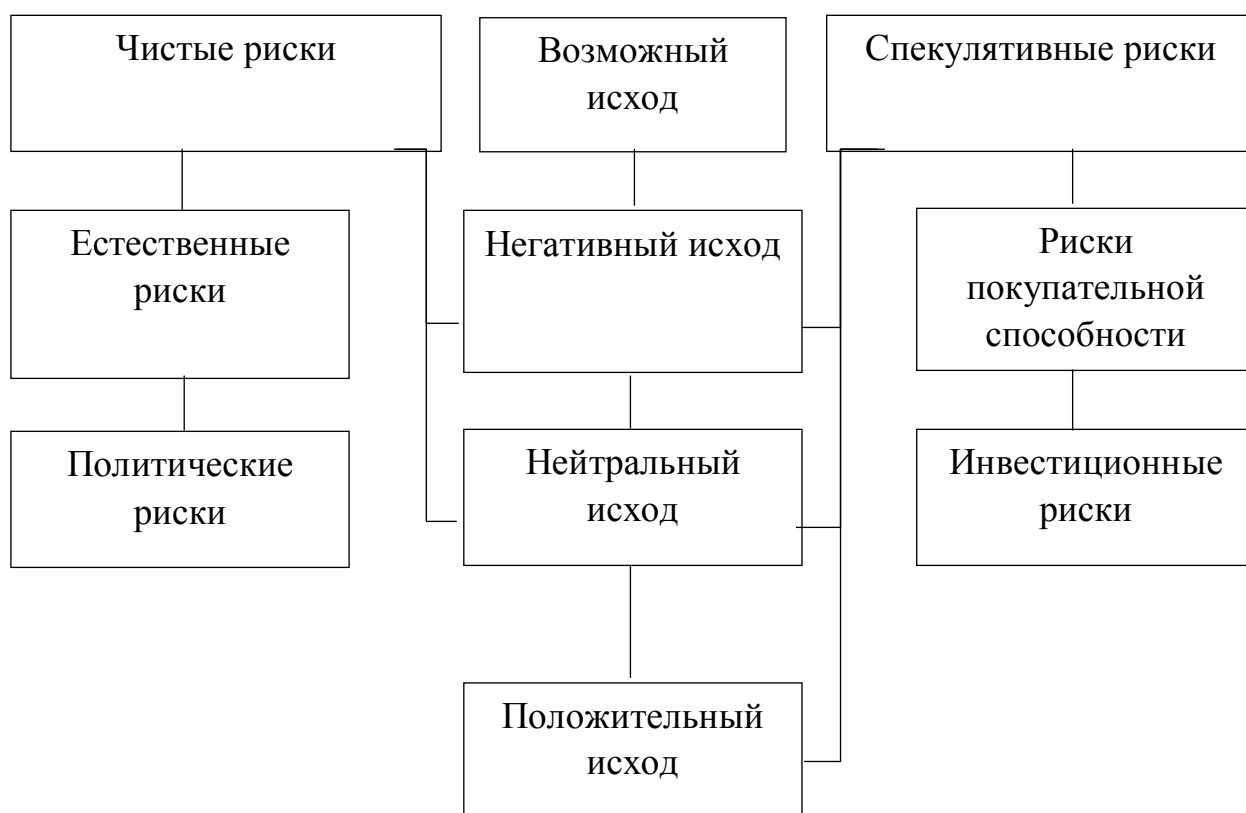 Чистые риски
Возможный
исход
Спекулятивные риски
Естественные
риски
Негативный исход
Риски
покупательной
способности
Политические
риски
Нейтральный
исход
Инвестиционные
риски
Положительный
исход